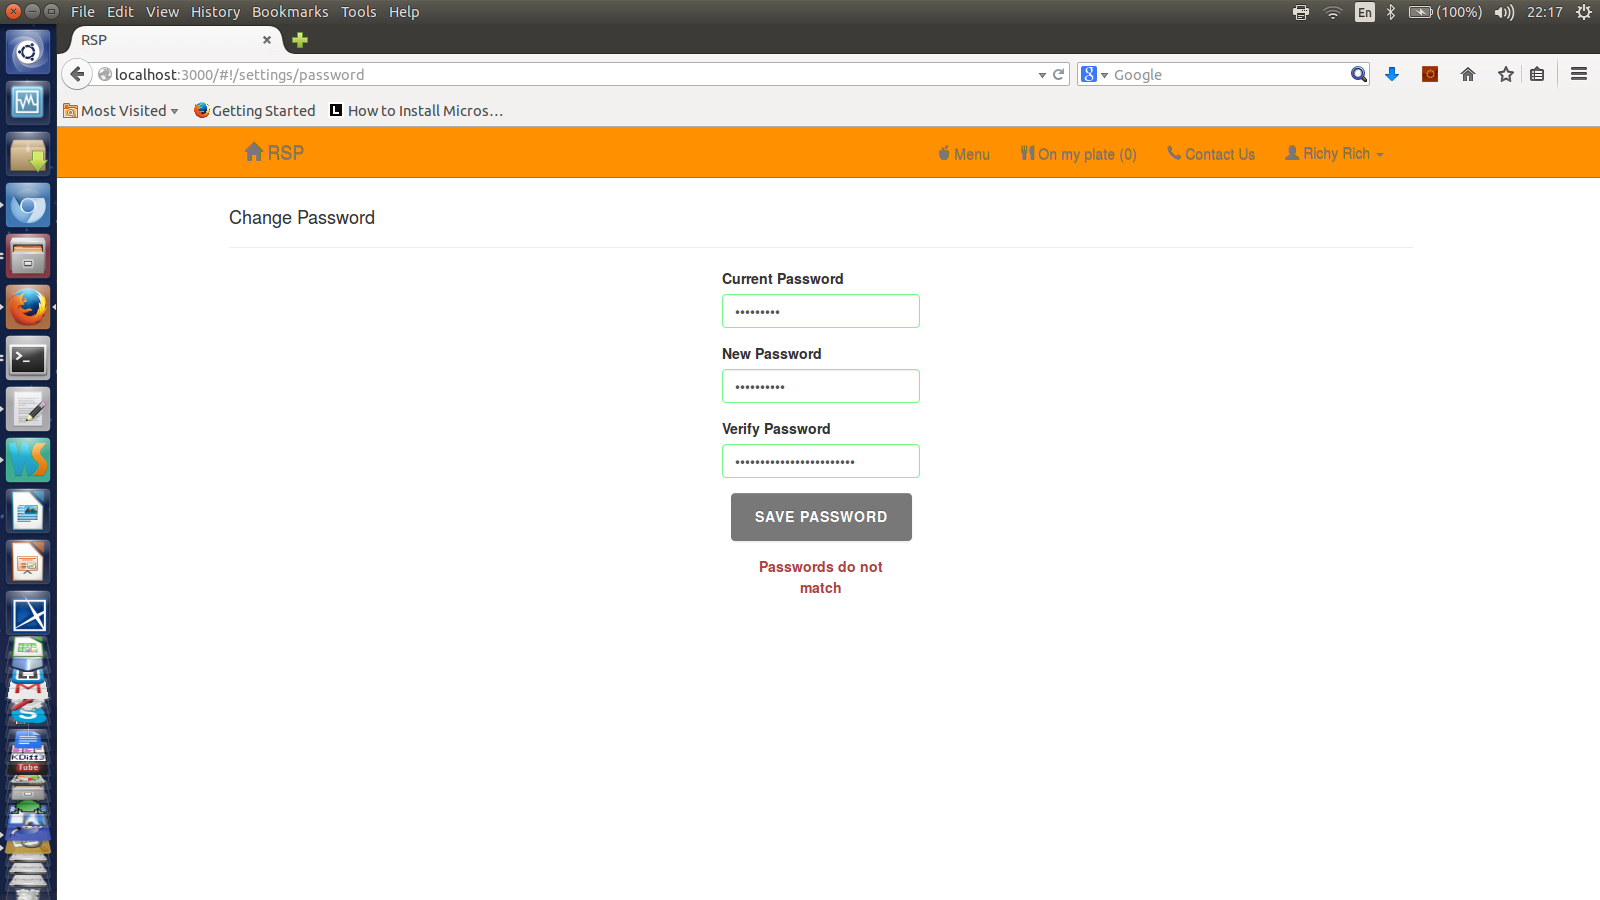 File Edit View History Bookmarks Tools Help
En (100%) 22:17
RSP
localhost:3000/#!/settings/password
Google
Most Visited Getting Started How to Install Micros...
RSP Menu On my plate (0) Contact Us Richy Rich
Change Password
Current Password
•••••••••
New Password
••••••••••
Verify Password
••••••••••••••••••••••••
SAVE PASSWORD
Passwords do not
match
KDiff3
Tube